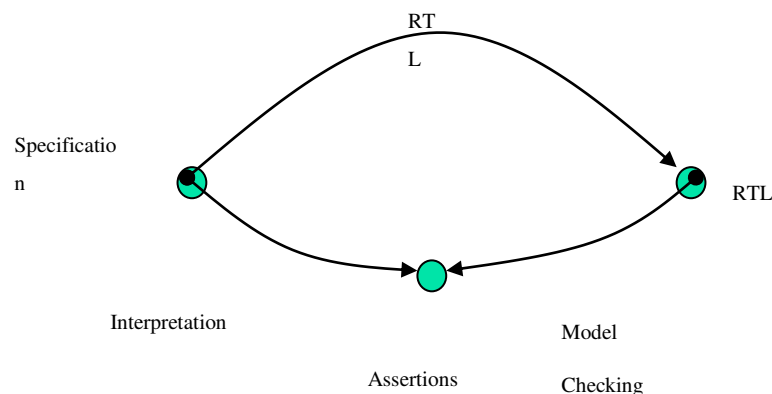 RT
L
Specificatio
n
RTL
Interpretation
Model
Assertions
Checking